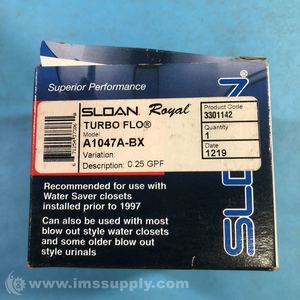 Superior Performance
SLOAN Royal
TURBO FLO®
Model:
A1047A-BX
Variation:
Description: 0.25 GPF
Product Code
3301142
Quantity
1
Date
1219
Recommended for use with
Water Saver closets
installed prior to 1997
Can also be used with most
blow out style water closets
and some older blow out
style urinals
SLOAN
© www.imssupply.com